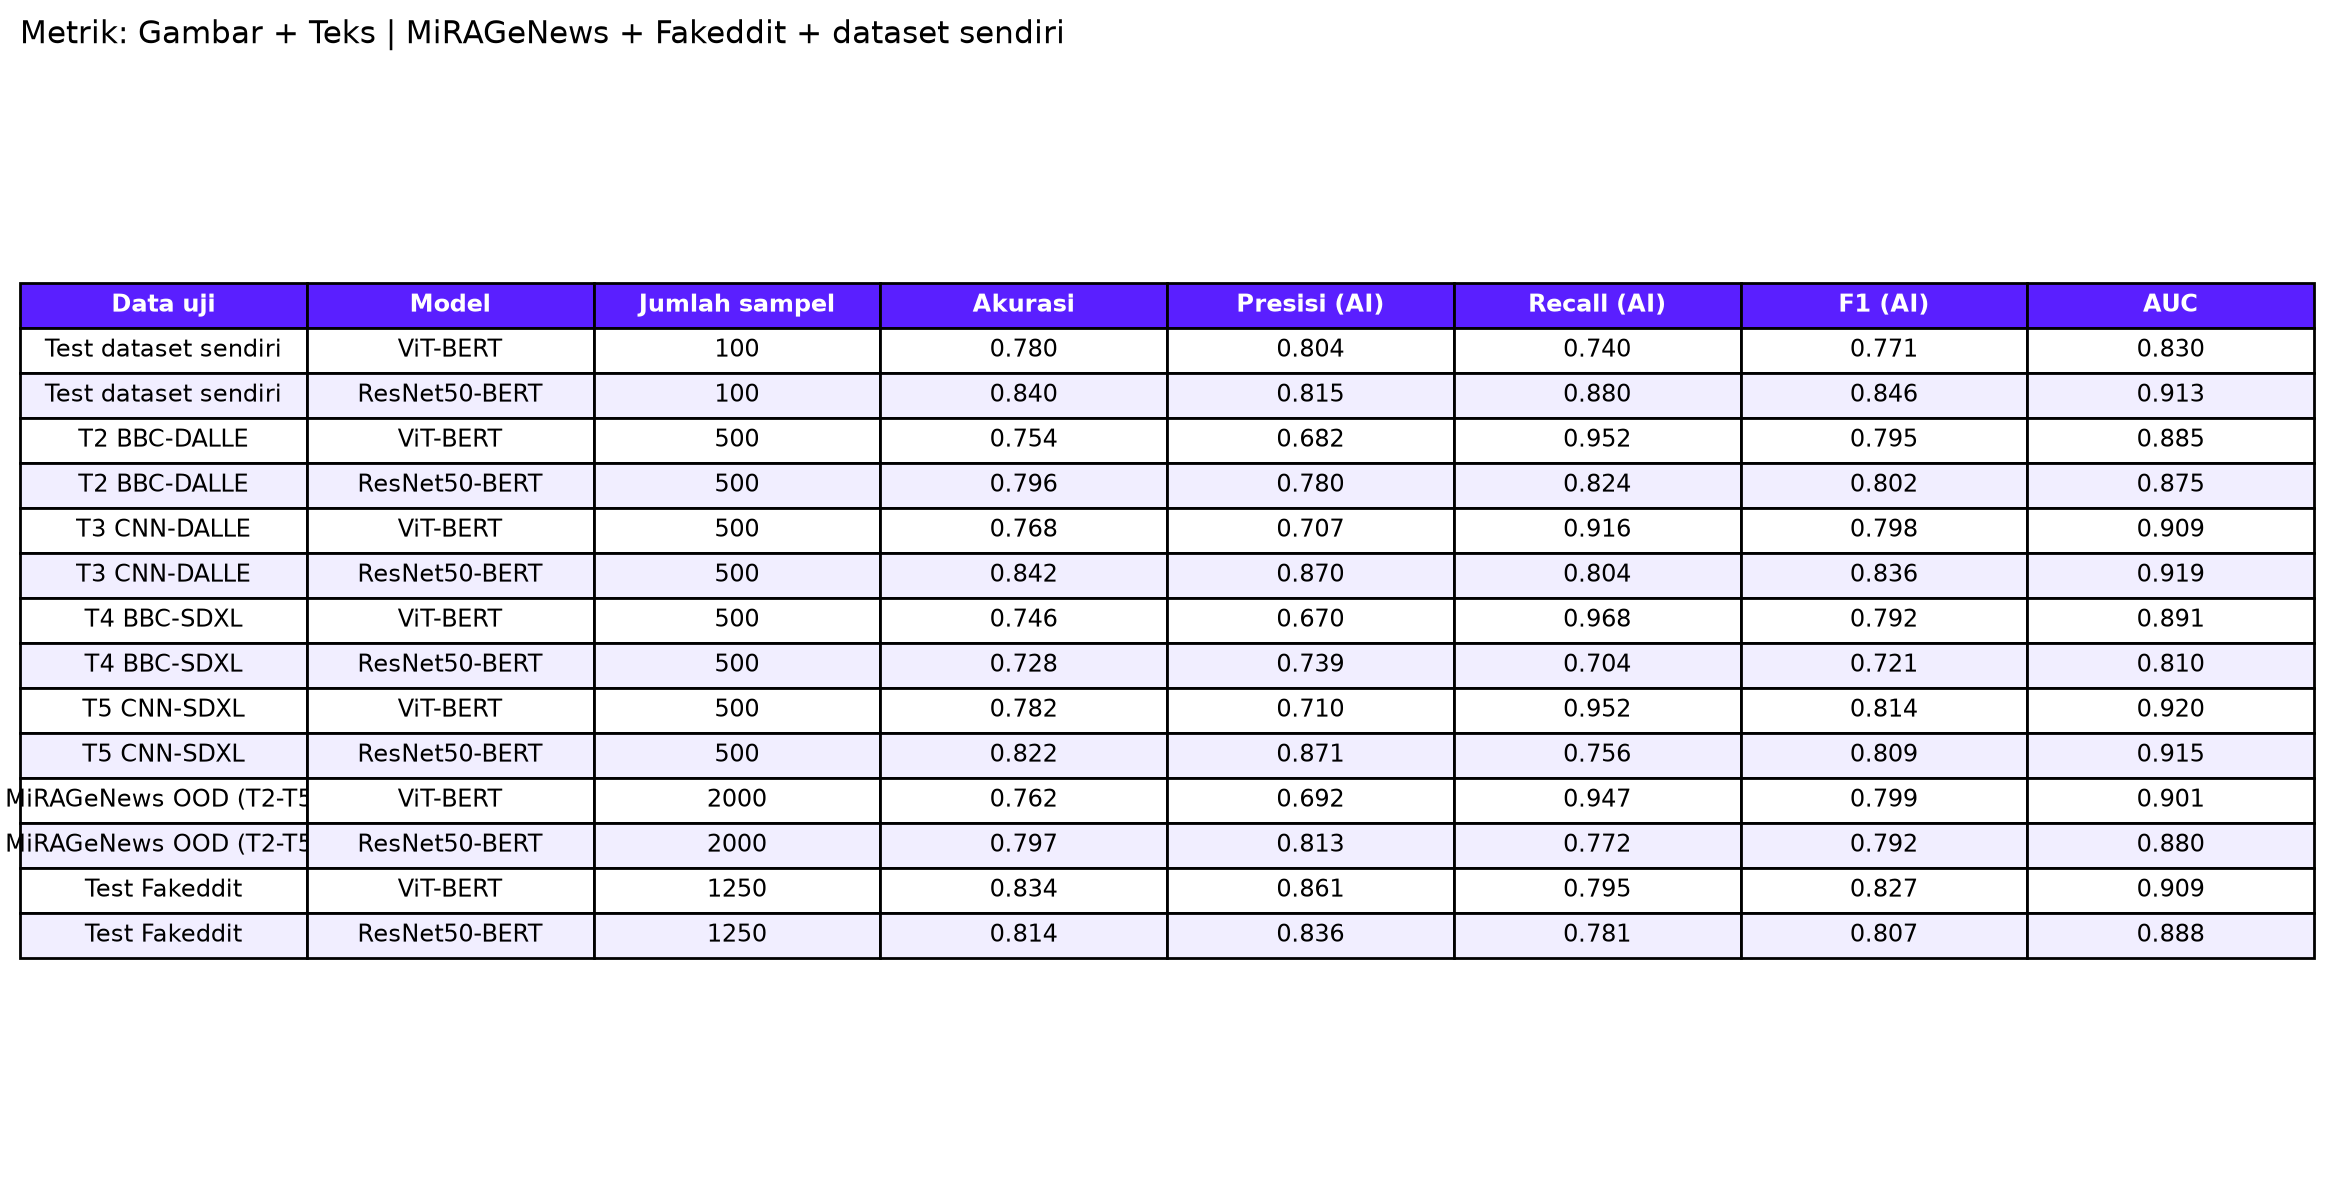 Metrik: Gambar + Teks | MiRAGeNews + Fakeddit + dataset sendiri
Data uji Model Jumlah sampel Akurasi Presisi (AI) Recall (AI) F1 (AI) AUC
Test dataset sendiri ViT-BERT 100 0.780 0.804 0.740 0.771 0.830
Test dataset sendiri ResNet50-BERT 100 0.840 0.815 0.880 0.846 0.913
T2 BBC-DALLE ViT-BERT 500 0.754 0.682 0.952 0.795 0.885
T2 BBC-DALLE ResNet50-BERT 500 0.796 0.780 0.824 0.802 0.875
T3 CNN-DALLE ViT-BERT 500 0.768 0.707 0.916 0.798 0.909
T3 CNN-DALLE ResNet50-BERT 500 0.842 0.870 0.804 0.836 0.919
T4 BBC-SDXL ViT-BERT 500 0.746 0.670 0.968 0.792 0.891
T4 BBC-SDXL ResNet50-BERT 500 0.728 0.739 0.704 0.721 0.810
T5 CNN-SDXL ViT-BERT 500 0.782 0.710 0.952 0.814 0.920
T5 CNN-SDXL ResNet50-BERT 500 0.822 0.871 0.756 0.809 0.915
MiRAGeNews OOD (T2-T5 ViT-BERT 2000 0.762 0.692 0.947 0.799 0.901
MiRAGeNews OOD (T2-T5 ResNet50-BERT 2000 0.797 0.813 0.772 0.792 0.880
Test Fakeddit ViT-BERT 1250 0.834 0.861 0.795 0.827 0.909
Test Fakeddit ResNet50-BERT 1250 0.814 0.836 0.781 0.807 0.888